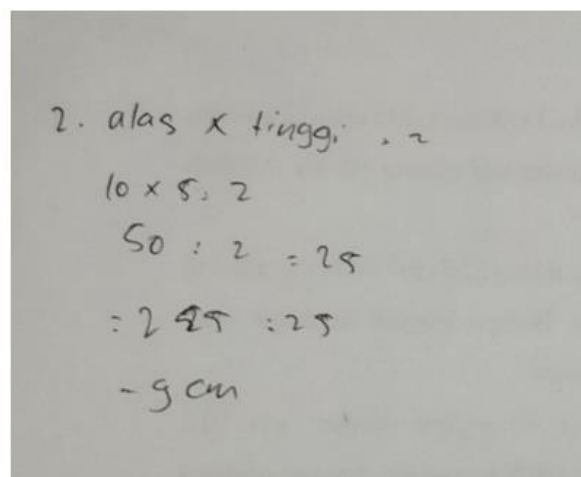 2. alas x tinggi : 2
10 x 5 : 2
50 : 2 = 25
= 225 : 25
= 9 cm